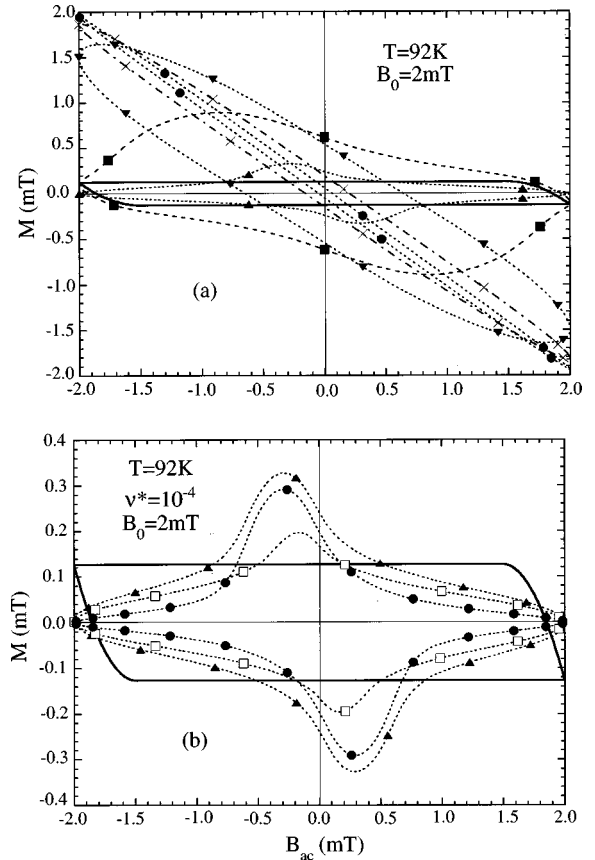 2.0
1.5
1.0
0.5
0.0
-0.5
-1.0
-1.5
-2.0
M (mT)
T=92K
B₀=2mT
(a)
-2.0 -1.5 -1.0 -0.5 0.0 0.5 1.0 1.5 2.0
0.4
0.3
0.2
0.1
0.0
-0.1
-0.2
-0.3
-0.4
M (mT)
T=92K
ν*=10⁻⁴
B₀=2mT
(b)
-2.0 -1.5 -1.0 -0.5 0.0 0.5 1.0 1.5 2.0
B_ac (mT)